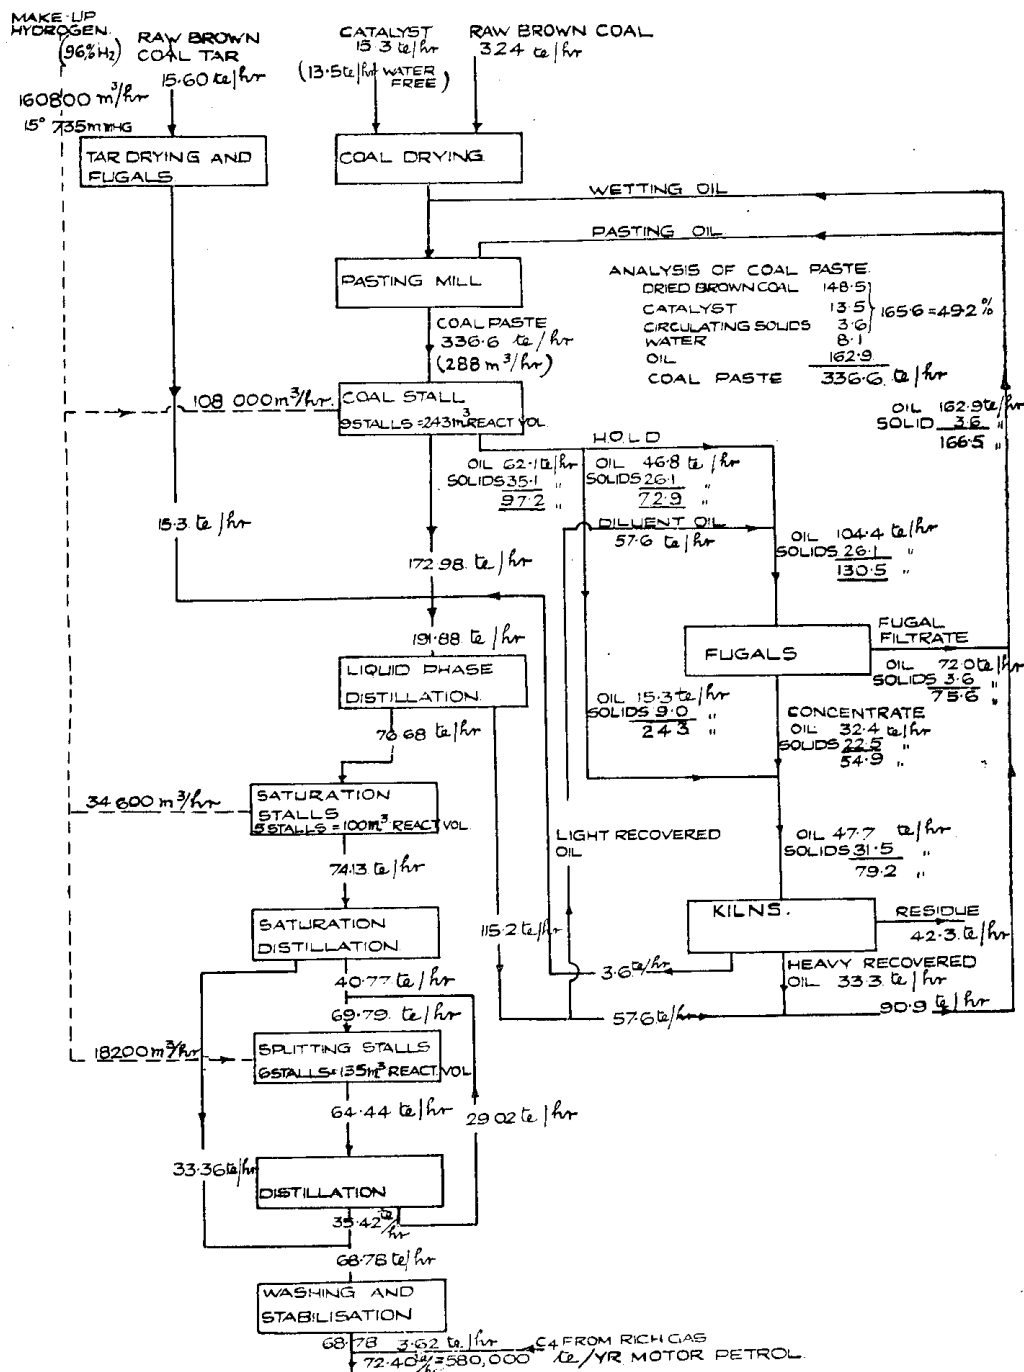 MAKE-UP
HYDROGEN.
(96% H2)
RAW BROWN
COAL TAR
15·60 te/hr
CATALYST
15·3 te/hr
(13·5 te/hr WATER
FREE)
RAW BROWN COAL
324 te/hr
160800 m³/hr
15° 735mm HG
TAR DRYING AND
FUGALS.
COAL DRYING.
WETTING OIL
PASTING OIL
PASTING MILL
ANALYSIS OF COAL PASTE.
DRIED BROWN COAL 148·5
CATALYST 13·5
CIRCULATING SOLIDS 3·6
165·6 = 49·2 %
WATER 8·1
OIL 162·9
COAL PASTE 336·6 te/hr
COAL PASTE
336·6 te/hr
(288 m³/hr)
108 000 m³/hr.
COAL STALL
9 STALLS = 243 m³ REACT VOL.
OIL 162·9 te/hr
SOLID 3·6 "
166·5 "
H.O.L.D
OIL 62·1 te/hr
SOLIDS 35·1 "
97·2 "
OIL 46·8 te/hr
SOLIDS 26·1 "
72·9 "
DILUENT OIL
57·6 te/hr
15·3 te/hr
OIL 104·4 te/hr
SOLIDS 26·1 "
130·5 "
172·98 te/hr
191·88 te/hr
FUGALS
FUGAL
FILTRATE
OIL 72·0 te/hr
SOLIDS 3·6 "
75·6 "
LIQUID PHASE
DISTILLATION.
OIL 15·3 te/hr
SOLIDS 9·0 "
24·3 "
CONCENTRATE
OIL 32·4 te/hr
SOLIDS 22·5 "
54·9 "
76·68 te/hr
34 600 m³/hr
SATURATION
STALLS
5 STALLS = 100 m³ REACT VOL
LIGHT RECOVERED
OIL
OIL 47·7 te/hr
SOLIDS 31·5 "
79·2 "
74·13 te/hr
KILNS.
RESIDUE
42·3 te/hr
SATURATION
DISTILLATION
115·2 te/hr
3·6 te/hr
HEAVY RECOVERED
OIL 33·3 te/hr
40·77 te/hr
69·79 te/hr
57·6 te/hr
90·9 te/hr
18200 m³/hr
SPLITTING STALLS
6 STALLS = 135 m³ REACT. VOL
64·44 te/hr
29·02 te/hr
33·36 te/hr
DISTILLATION
35·42 te/hr
68·78 te/hr
WASHING AND
STABILISATION
68·78 3·62 te/hr C4 FROM RICH GAS
72·40 te/hr = 580,000 te/YR MOTOR PETROL.